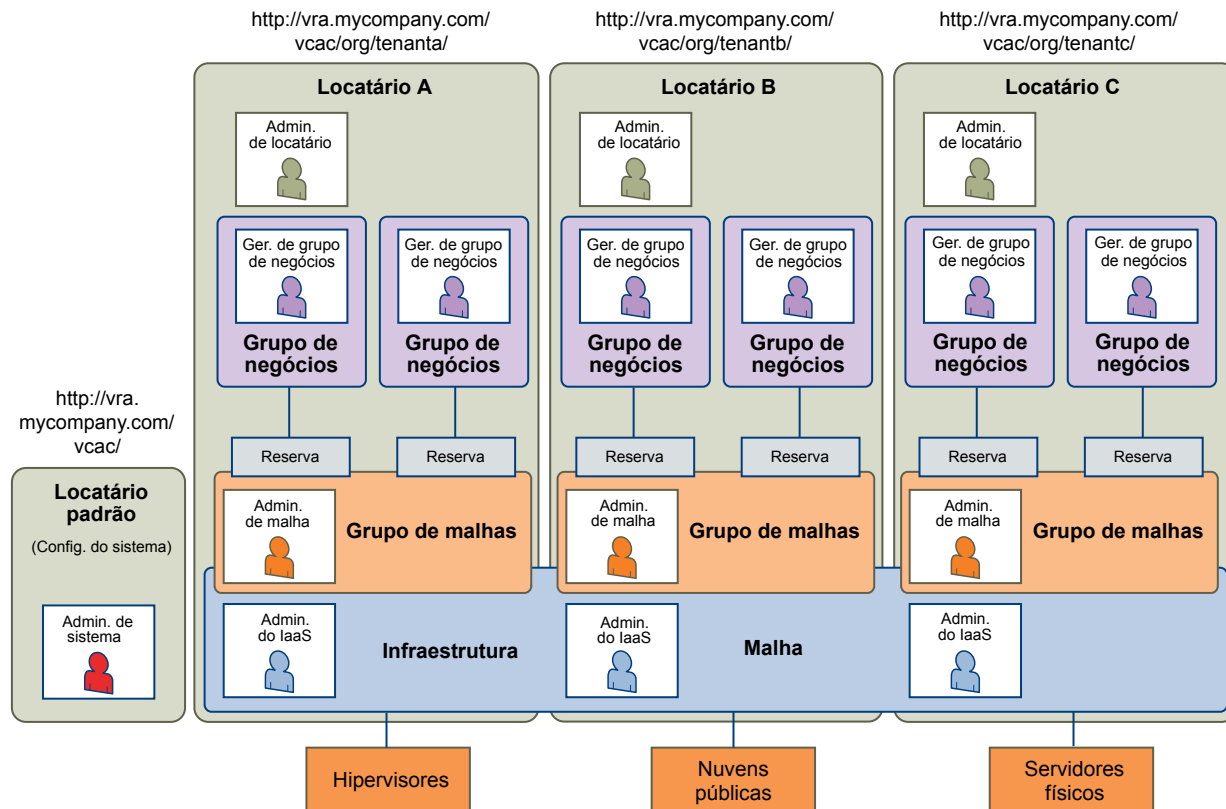 http://vra.mycompany.com/
vcac/org/tenanta/
http://vra.mycompany.com/
vcac/org/tenantb/
http://vra.mycompany.com/
vcac/org/tenantc/
Locatário A
Admin.
de locatário
Ger. de grupo
de negócios
Grupo de
negócios
Ger. de grupo
de negócios
Grupo de
negócios
Reserva
Reserva
Admin.
de malha
Grupo de malhas
Locatário B
Admin.
de locatário
Ger. de grupo
de negócios
Grupo de
negócios
Ger. de grupo
de negócios
Grupo de
negócios
Reserva
Reserva
Admin.
de malha
Grupo de malhas
Locatário C
Admin.
de locatário
Ger. de grupo
de negócios
Grupo de
negócios
Ger. de grupo
de negócios
Grupo de
negócios
Reserva
Reserva
Admin.
de malha
Grupo de malhas
http://vra.
mycompany.com/
vcac/
Locatário
padrão
(Config. do sistema)
Admin. de
sistema
Admin.
do IaaS
Infraestrutura
Admin.
do IaaS
Malha
Admin.
do IaaS
Hipervisores
Nuvens
públicas
Servidores
físicos